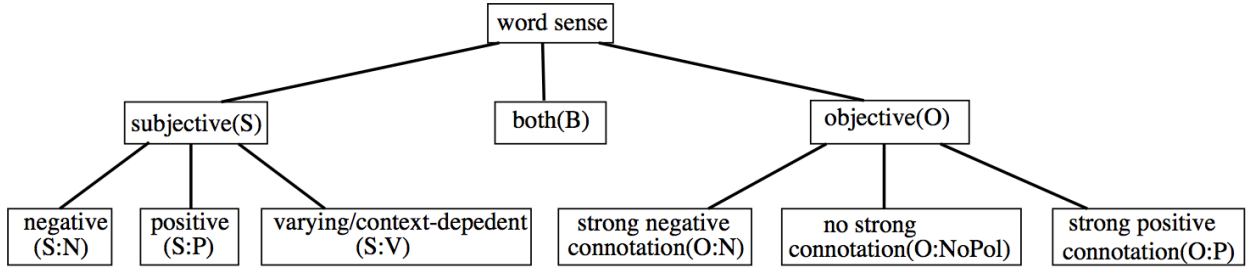 word sense
subjective(S)
both(B)
objective(O)
negative
(S:N)
positive
(S:P)
varying/context-depedent
(S:V)
strong negative
connotation(O:N)
no strong
connotation(O:NoPol)
strong positive
connotation(O:P)